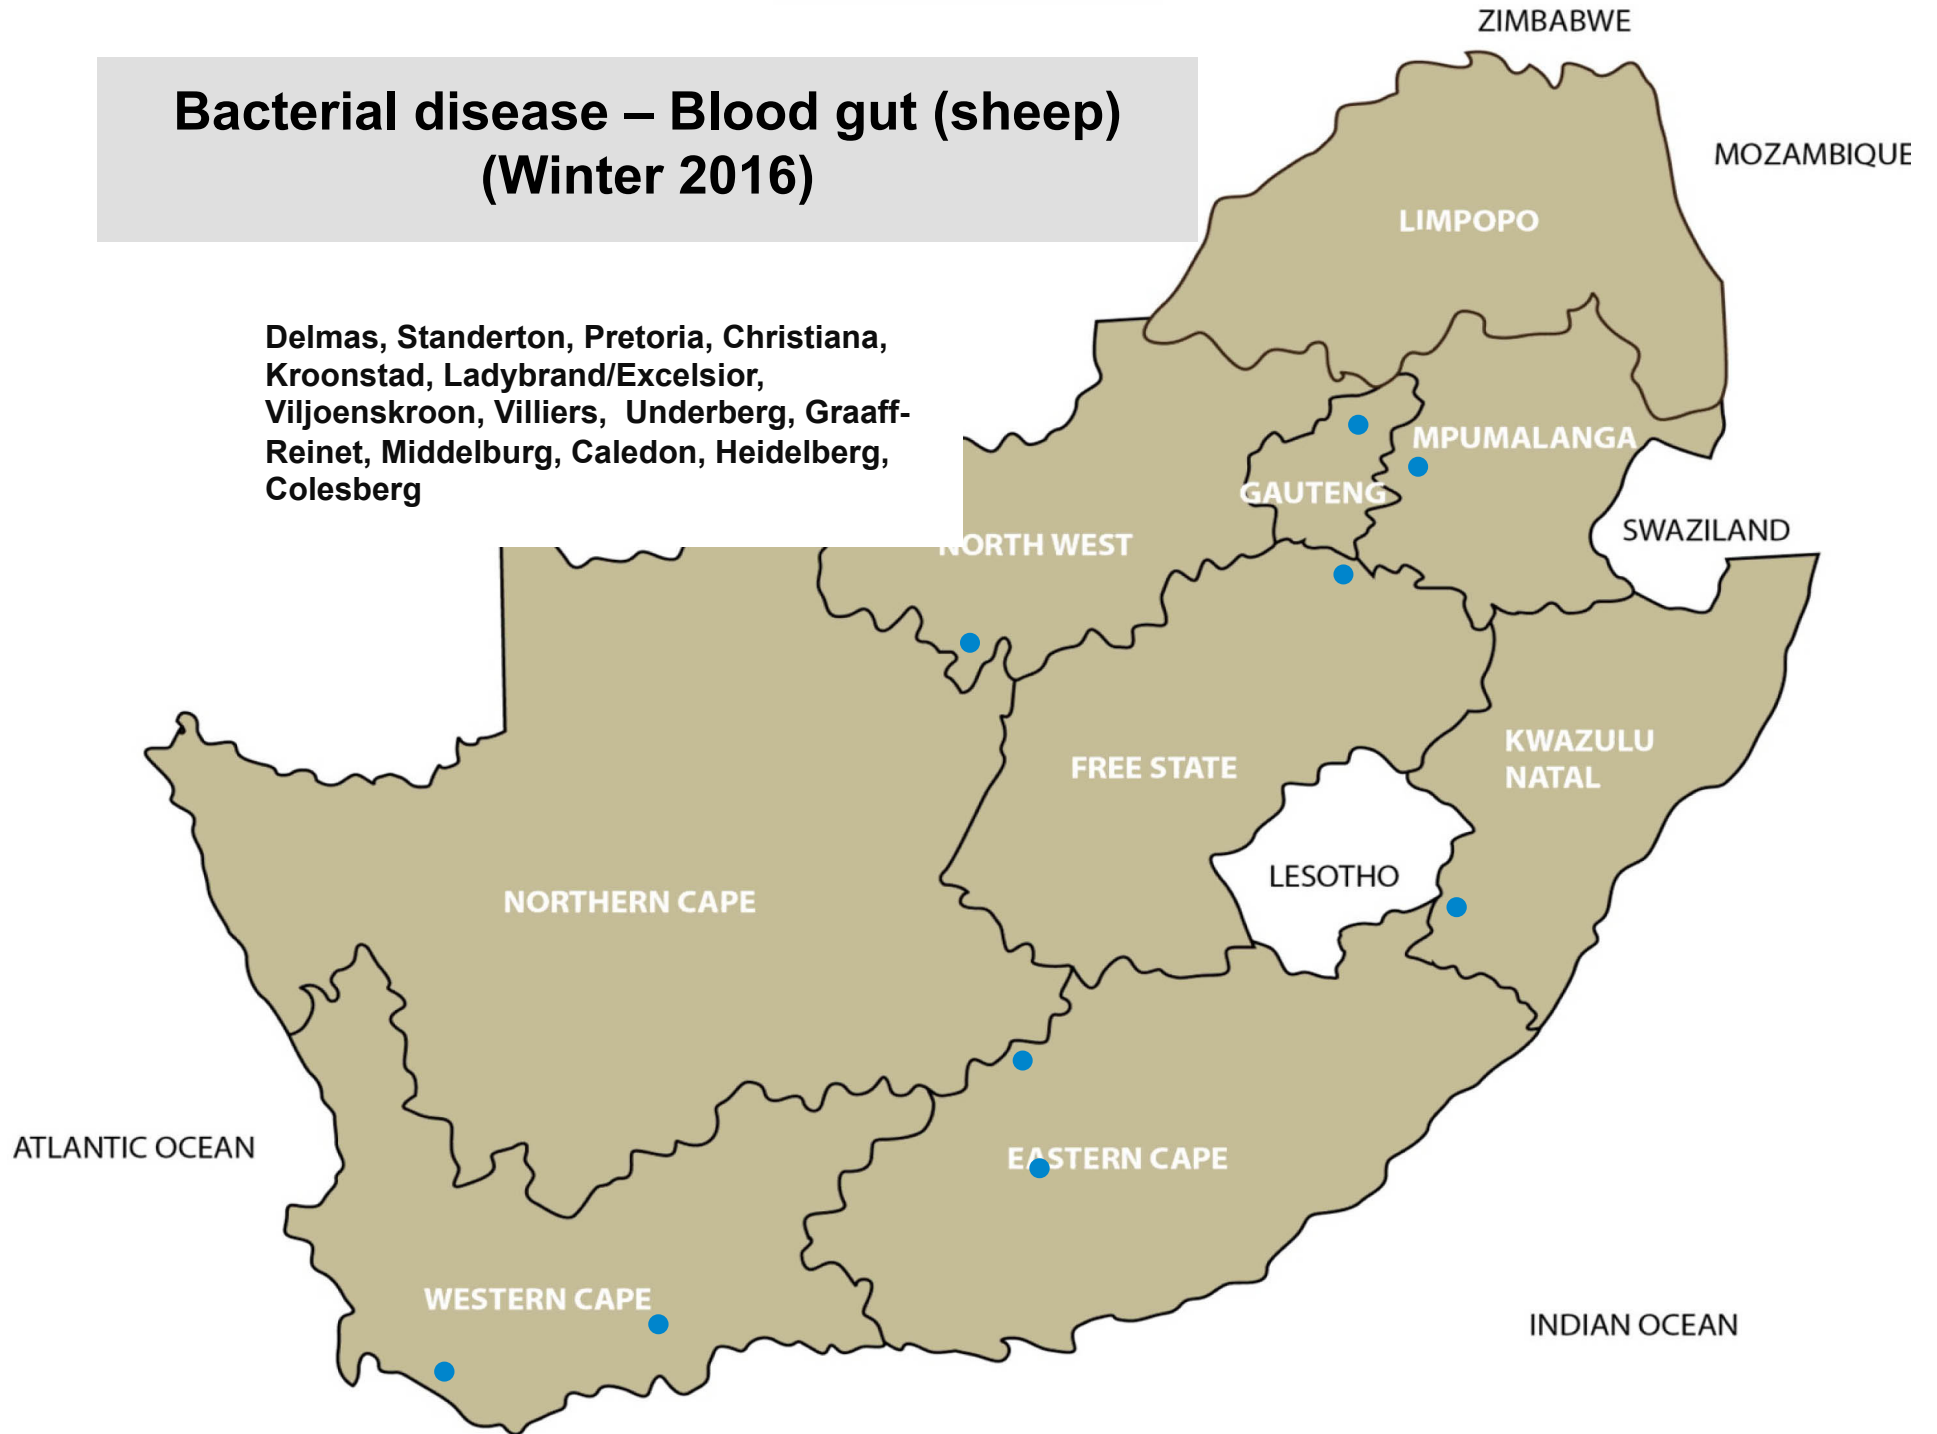 ZIMBABWE
Bacterial disease – Blood gut (sheep)
(Winter 2016)
MOZAMBIQUE
LIMPOPO
Delmas, Standerton, Pretoria, Christiana,
Kroonstad, Ladybrand/Excelsior,
Viljoenskroon, Villiers, Underberg, Graaff-
Reinet, Middelburg, Caledon, Heidelberg,
Colesberg
MPUMALANGA
GAUTENG
SWAZILAND
NORTH WEST
KWAZULU
NATAL
FREE STATE
LESOTHO
NORTHERN CAPE
ATLANTIC OCEAN
EASTERN CAPE
WESTERN CAPE
INDIAN OCEAN